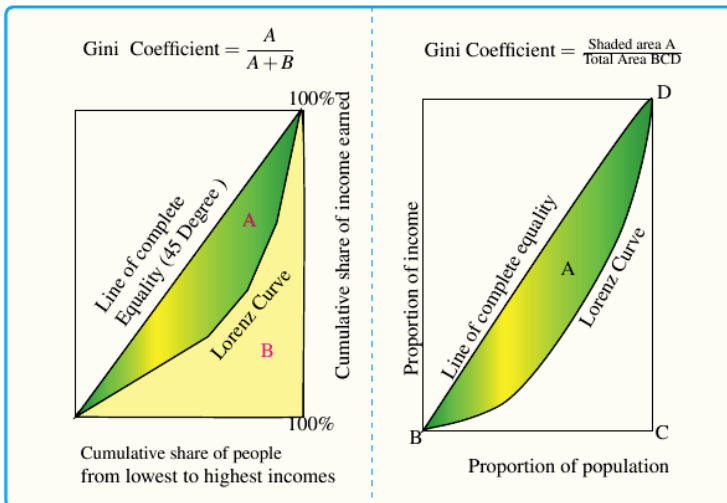 Gini Coefficient = A / A + B
100%
Line of complete
Equality (45 Degree )
A
Lorenz Curve
B
Cumulative share of income earned
100%
Cumulative share of people
from lowest to highest incomes
Gini Coefficient = Shaded area A / Total Area BCD
D
Proportion of income
Line of complete equality
A
Lorenz Curve
B
C
Proportion of population